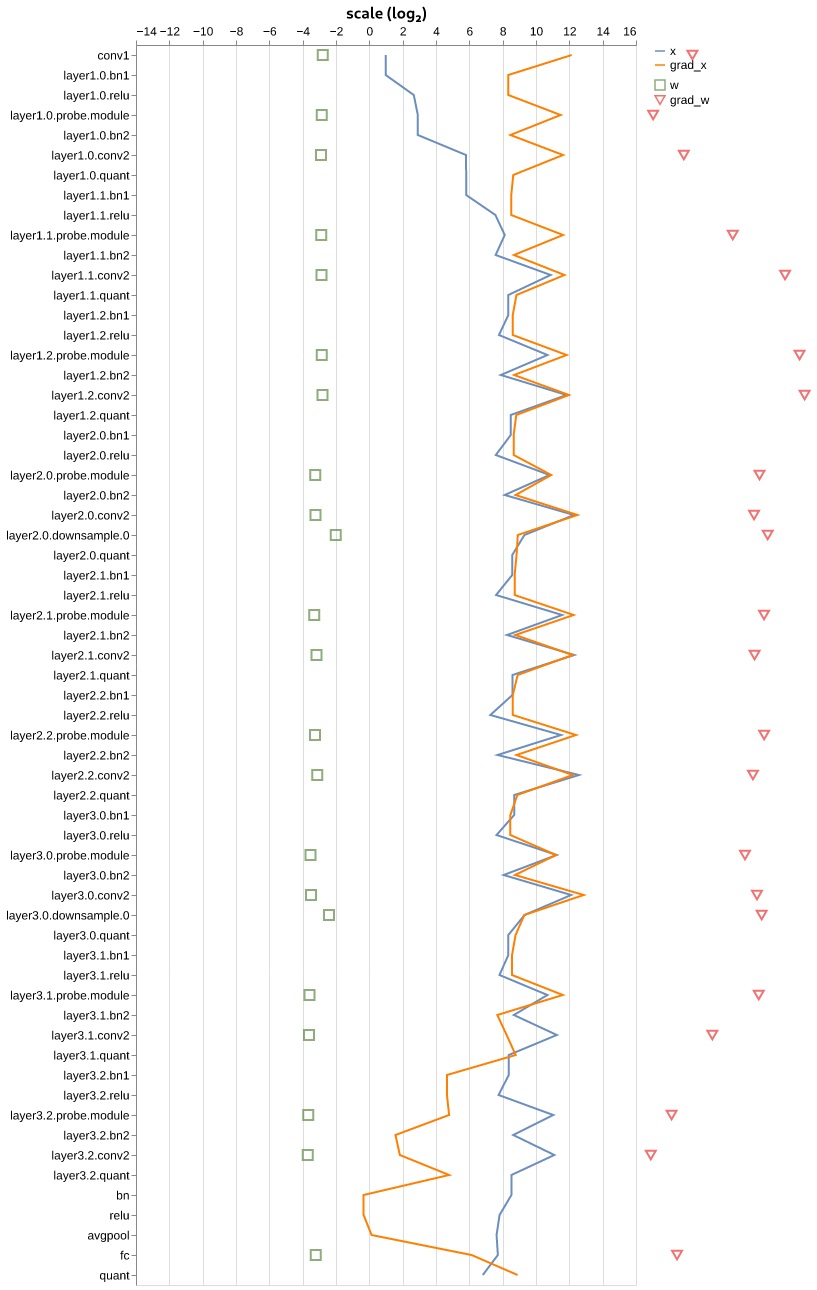 scale (log₂)
−14 −12 −10 −8 −6 −4 −2 0 2 4 6 8 10 12 14 16
conv1
layer1.0.bn1
layer1.0.relu
layer1.0.probe.module
layer1.0.bn2
layer1.0.conv2
layer1.0.quant
layer1.1.bn1
layer1.1.relu
layer1.1.probe.module
layer1.1.bn2
layer1.1.conv2
layer1.1.quant
layer1.2.bn1
layer1.2.relu
layer1.2.probe.module
layer1.2.bn2
layer1.2.conv2
layer1.2.quant
layer2.0.bn1
layer2.0.relu
layer2.0.probe.module
layer2.0.bn2
layer2.0.conv2
layer2.0.downsample.0
layer2.0.quant
layer2.1.bn1
layer2.1.relu
layer2.1.probe.module
layer2.1.bn2
layer2.1.conv2
layer2.1.quant
layer2.2.bn1
layer2.2.relu
layer2.2.probe.module
layer2.2.bn2
layer2.2.conv2
layer2.2.quant
layer3.0.bn1
layer3.0.relu
layer3.0.probe.module
layer3.0.bn2
layer3.0.conv2
layer3.0.downsample.0
layer3.0.quant
layer3.1.bn1
layer3.1.relu
layer3.1.probe.module
layer3.1.bn2
layer3.1.conv2
layer3.1.quant
layer3.2.bn1
layer3.2.relu
layer3.2.probe.module
layer3.2.bn2
layer3.2.conv2
layer3.2.quant
bn
relu
avgpool
fc
quant
x
grad_x
w
grad_w